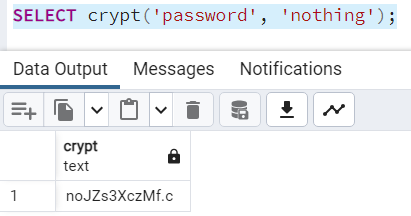 SELECT crypt('password', 'nothing');
Data Output Messages Notifications
crypt
text
1 noJZs3XczMf.c